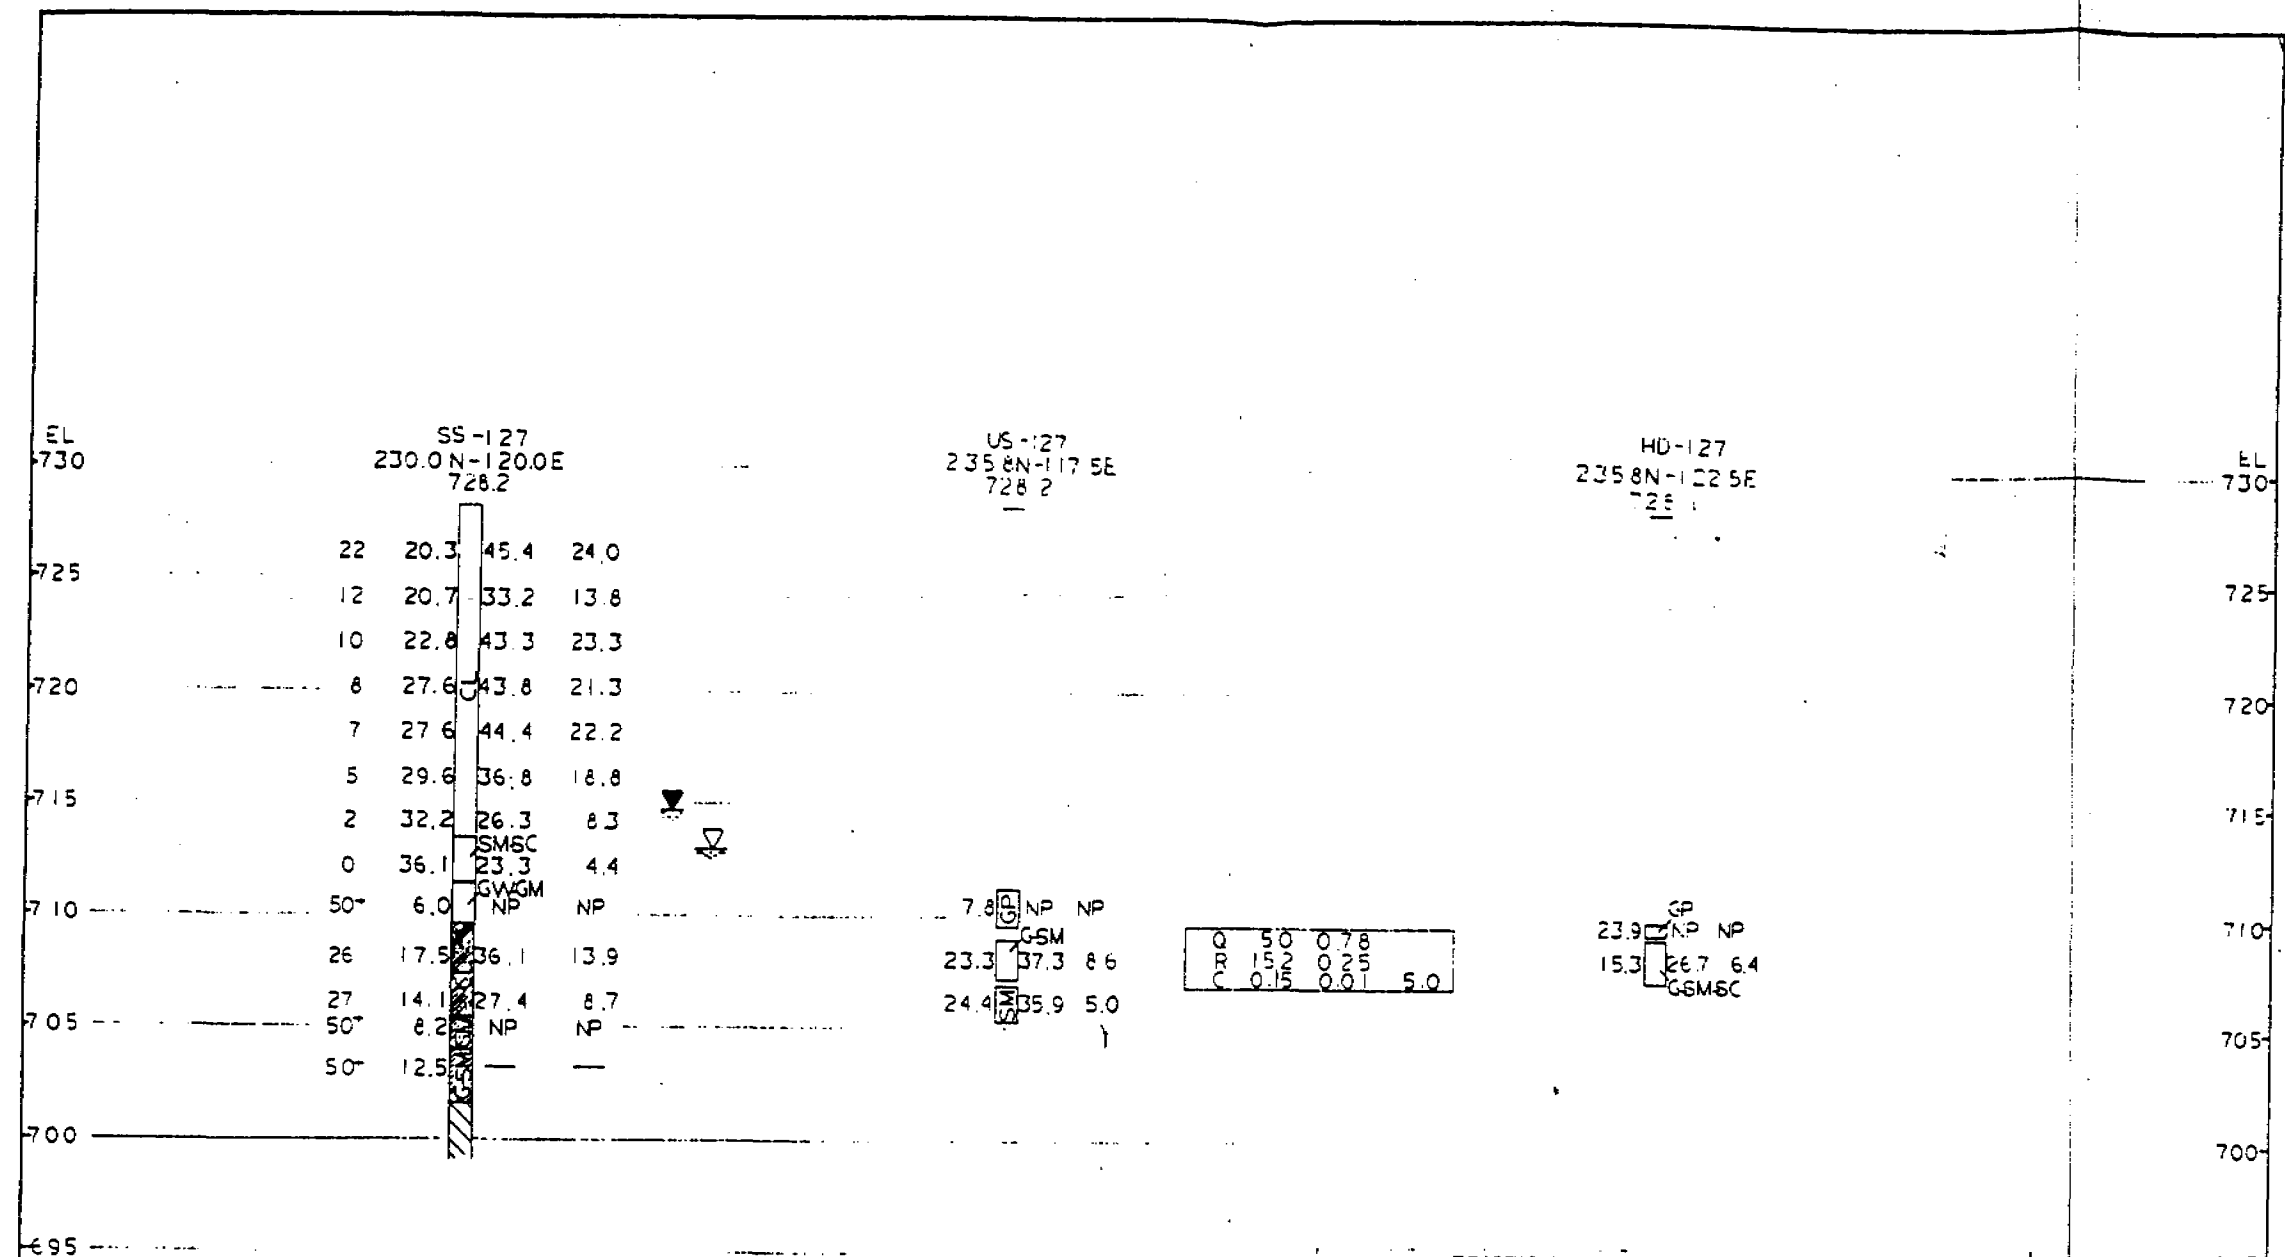 EL
730
725
720
715
710
705
700
695
SS-127
230.0 N-120.0E
728.2
22 20.3 45.4 24.0
12 20.7 33.2 13.8
10 22.8 43.3 23.3
8 27.6 43.8 21.3
CL
7 27.6 44.4 22.2
5 29.6 36.8 18.8
2 32.2 26.3 8.3
SMSC
0 36.1 23.3 4.4
GWGM
50+ 6.0 NP NP
26 17.5 36.1 13.9
27 14.1 27.4 8.7
50+ 8.2 NP NP
50+ 12.5 — —
US-127
235.8N-117.5E
728.2
7.8 GP NP NP
GSM
23.3 37.3 8.6
24.4 SM 35.9 5.0
Q 5.0 0.78
R 15.2 0.25
C 0.15 0.01 5.0
HD-127
235.8N-122.5E
GP
23.9 NP NP
15.3 26.7 6.4
GSMSC
EL
730
725
720
715
710
705
700